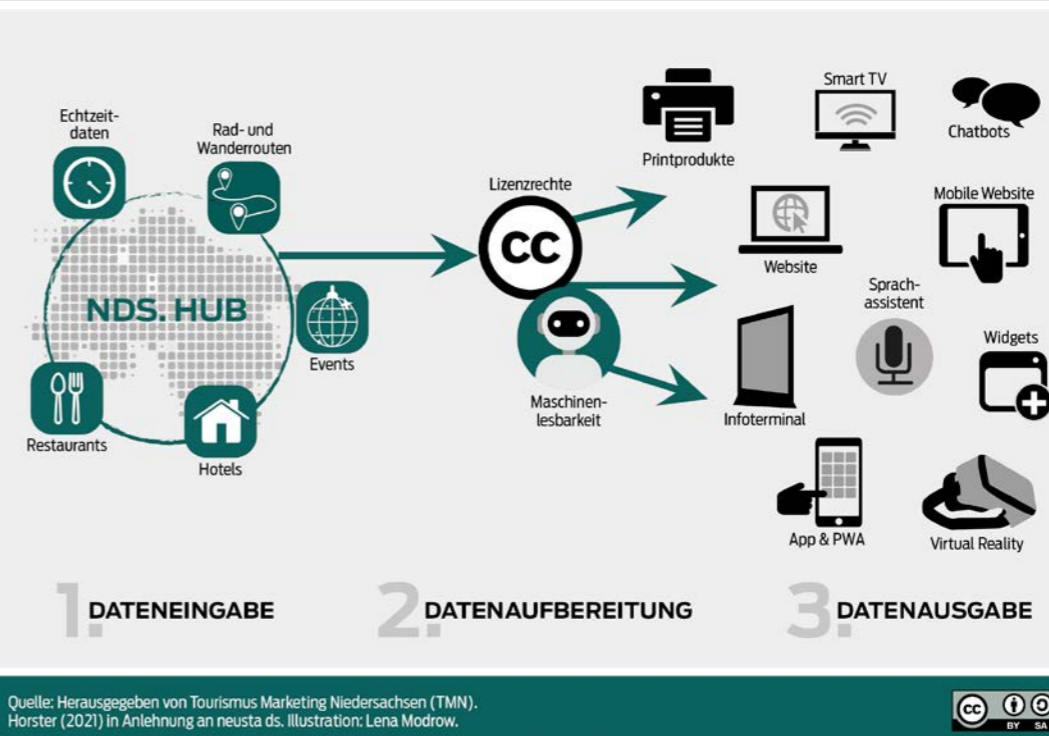 Echtzeit-
daten
Rad- und
Wanderrouten
NDS. HUB
Events
Restaurants
Hotels
Lizenzrechte
CC
Maschinen-
lesbarkeit
Printprodukte
Smart TV
Chatbots
Website
Mobile Website
Sprach-
assistent
Infoterminal
Widgets
App & PWA
Virtual Reality
1. DATENEINGABE
2. DATENAUFBEREITUNG
3. DATENAUSGABE
Quelle: Herausgegeben von Tourismus Marketing Niedersachsen (TMN).
Horster (2021) in Anlehnung an neusta ds. Illustration: Lena Modrow.
cc
BY SA